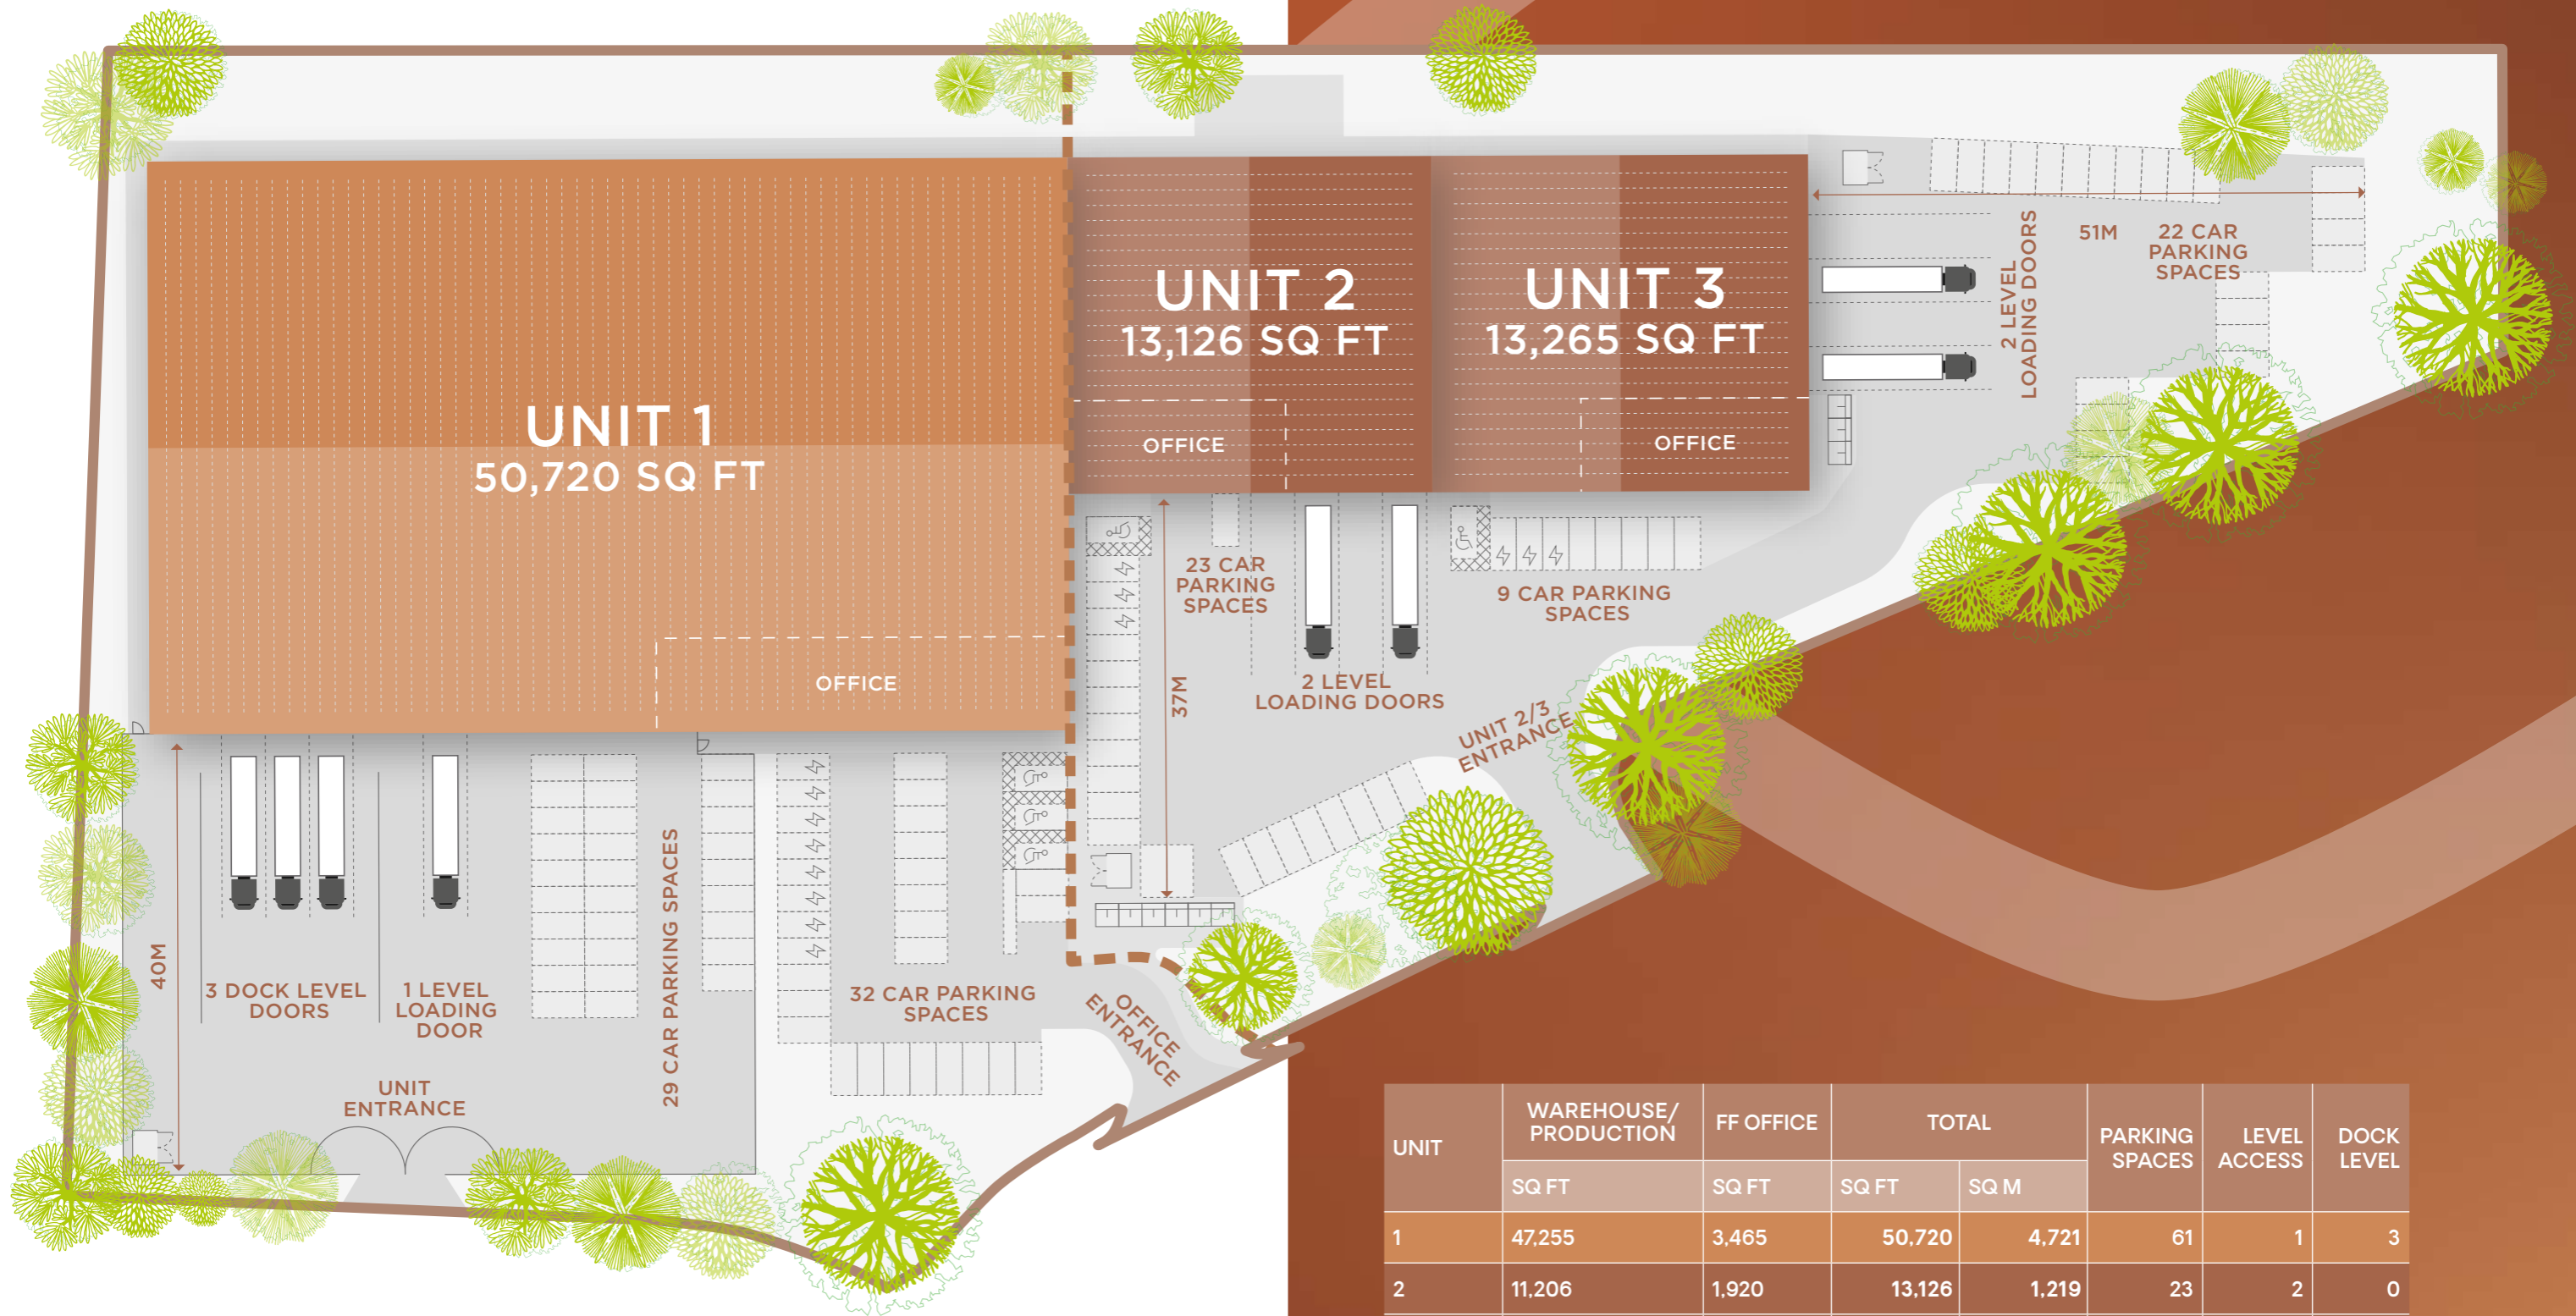 UNIT 1
50,720 SQ FT
OFFICE
UNIT 2
13,126 SQ FT
OFFICE
UNIT 3
13,265 SQ FT
OFFICE
2 LEVEL
LOADING DOORS
51M
22 CAR
PARKING
SPACES
23 CAR
PARKING
SPACES
37M
2 LEVEL
LOADING DOORS
9 CAR PARKING
SPACES
UNIT 2/3
ENTRANCE
40M
3 DOCK LEVEL
DOORS
1 LEVEL
LOADING
DOOR
29 CAR PARKING SPACES
32 CAR PARKING
SPACES
OFFICE
ENTRANCE
UNIT
ENTRANCE
UNIT
WAREHOUSE/
PRODUCTION
FF OFFICE
TOTAL
PARKING
SPACES
LEVEL
ACCESS
DOCK
LEVEL
SQ FT
SQ FT
SQ FT
SQ M
1 47,255 3,465 50,720 4,721 61 1 3
2 11,206 1,920 13,126 1,219 23 2 0